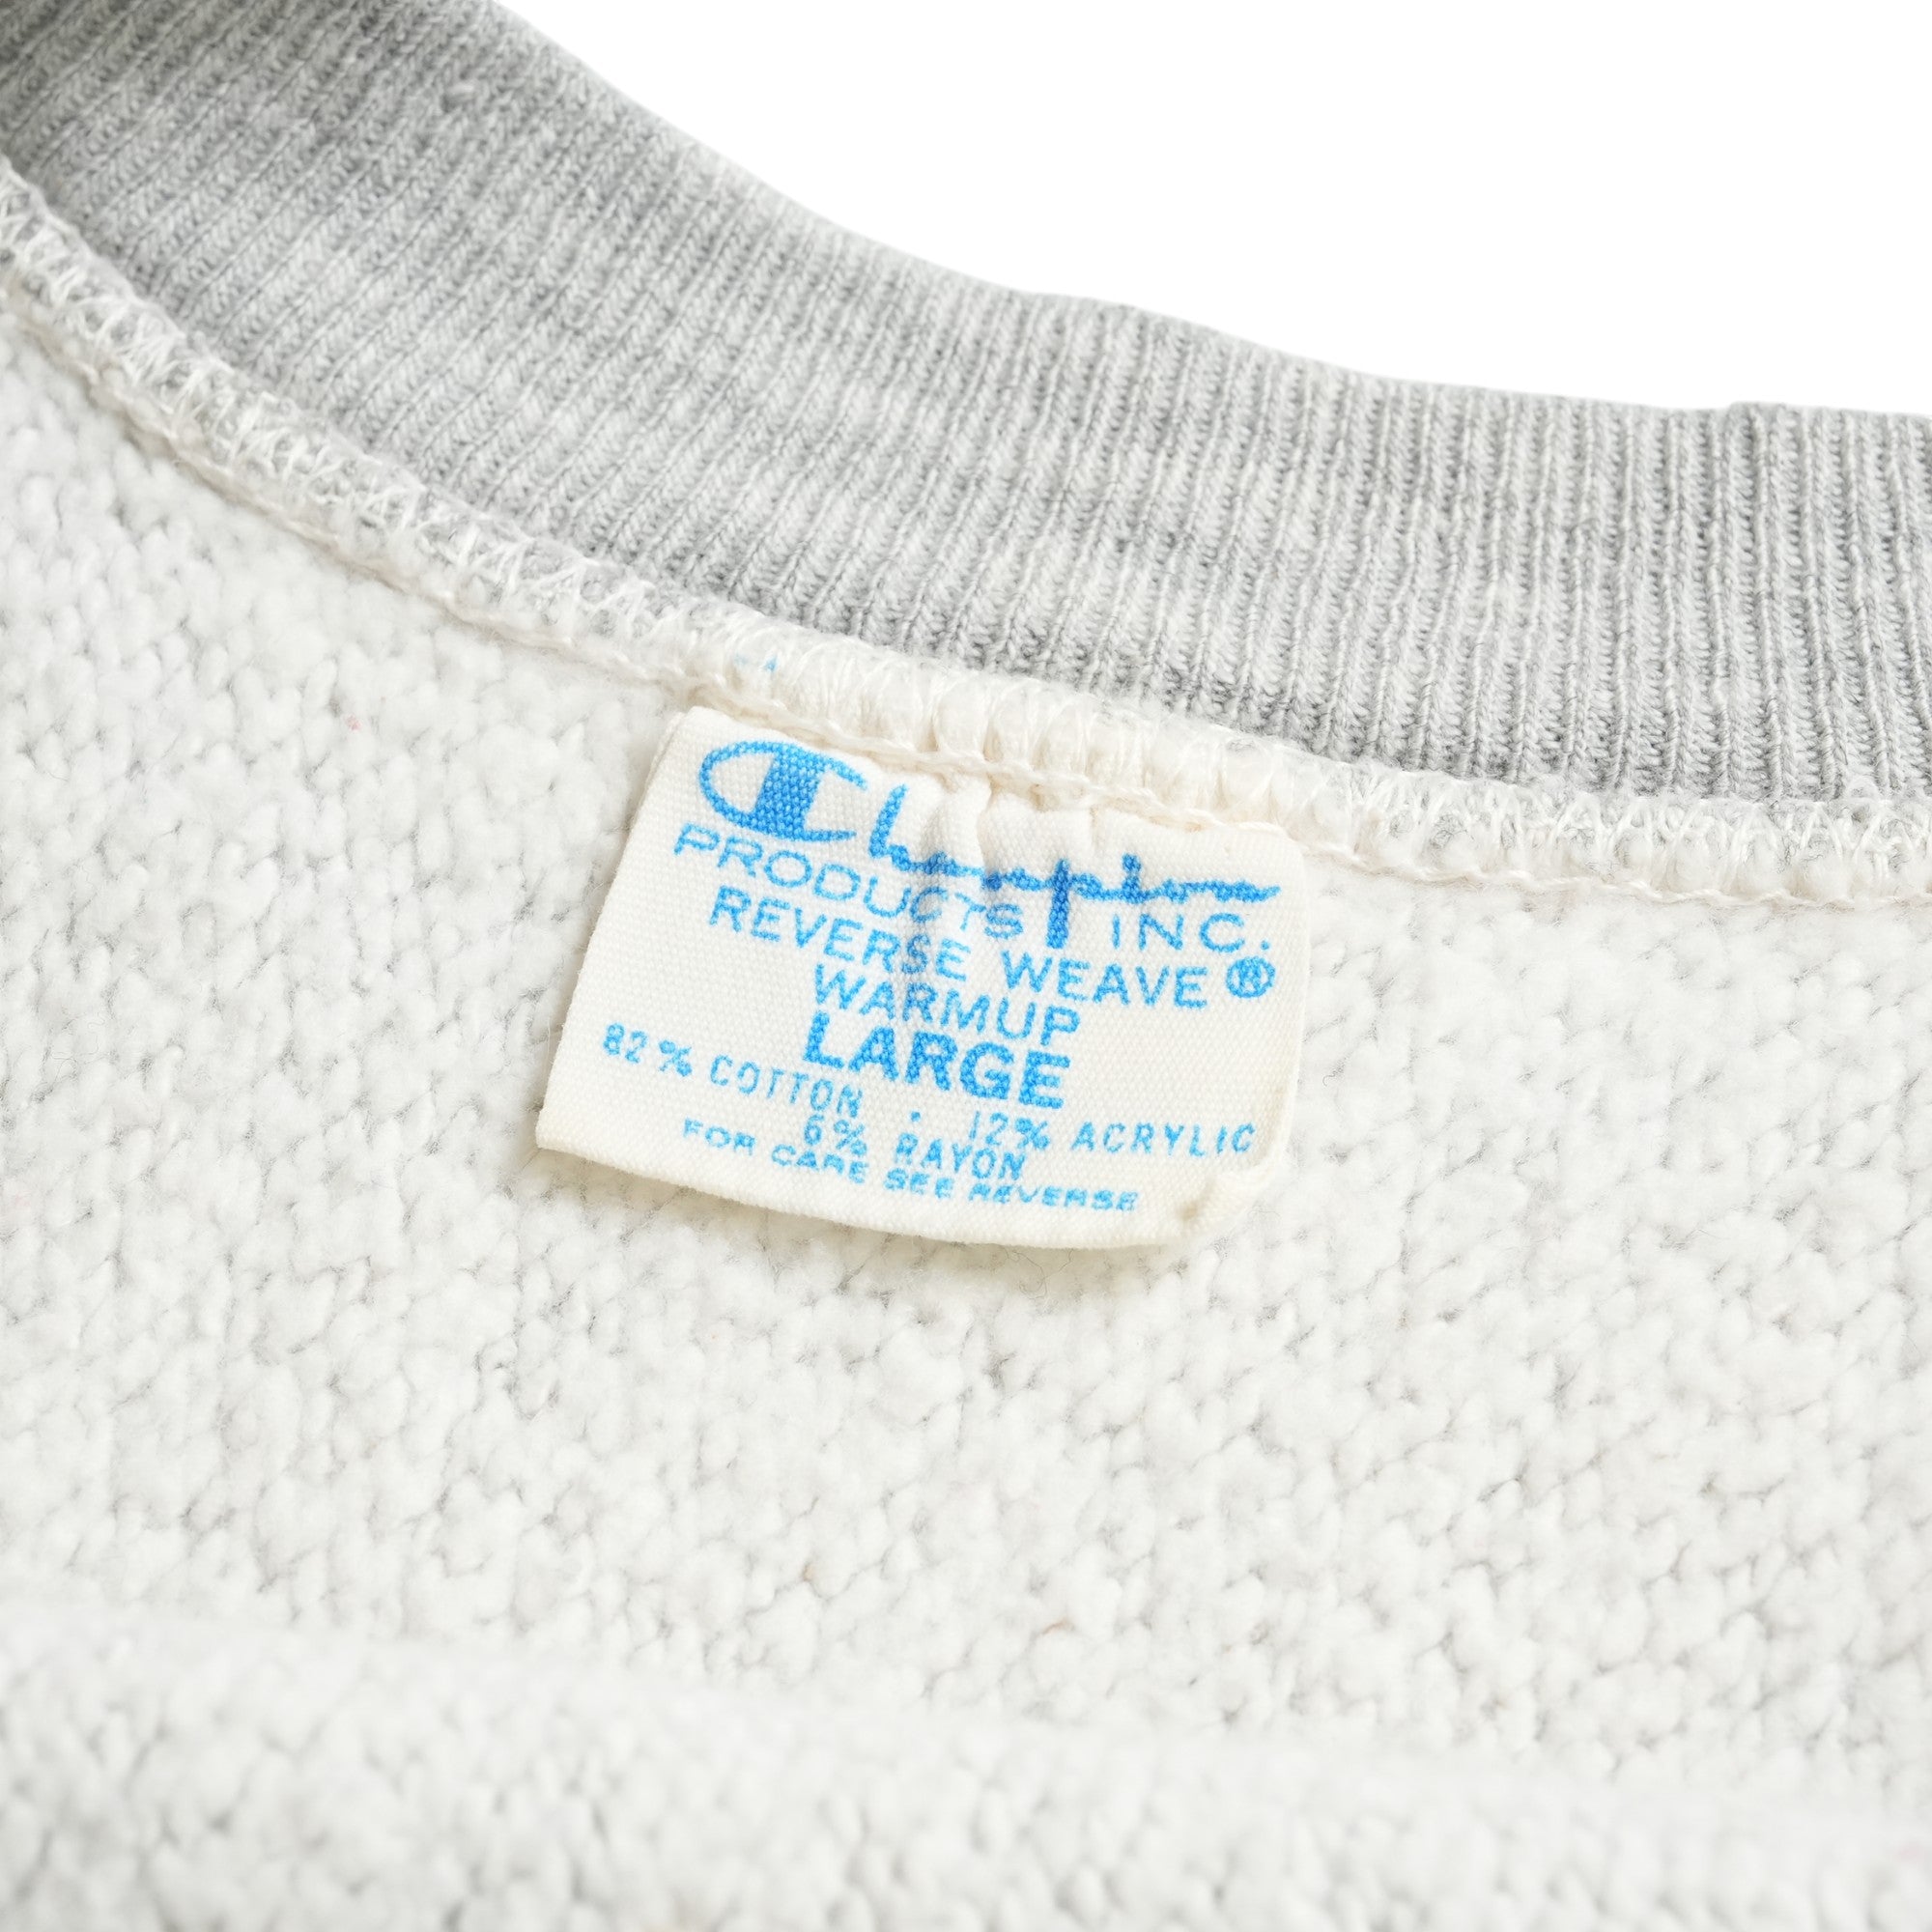 Champion
PRODUCTS INC.
REVERSE WEAVE®
WARMUP
LARGE
82% COTTON · 12% ACRYLIC
6% RAYON
FOR CARE SEE REVERSE